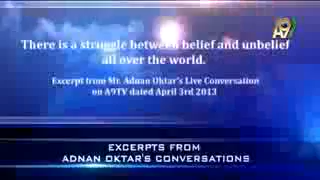 A9
There is a struggle between belief and unbelief
all over the world.
Excerpt from Mr. Adnan Oktar's Live Conversation
on A9TV dated April 3rd 2013
EXCERPTS FROM
ADNAN OKTAR'S CONVERSATIONS